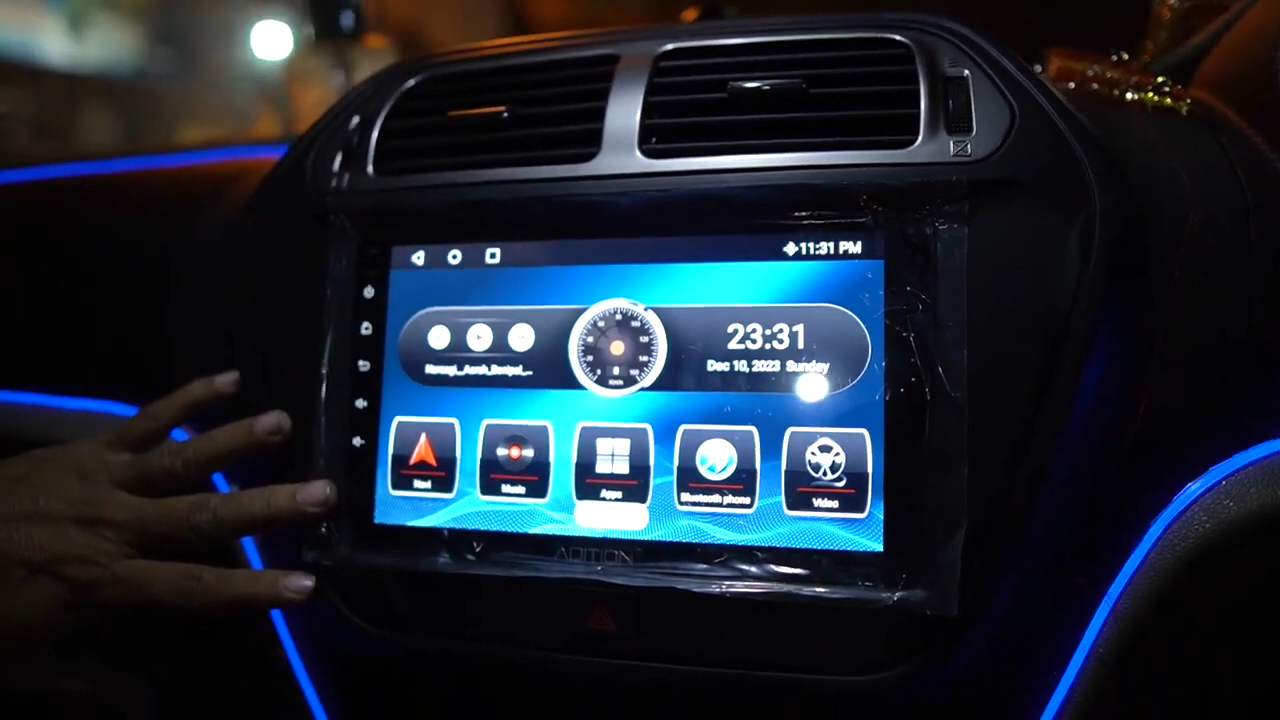 11:31 PM
23:31
Dec 10, 2023 Sunday
Navi
Music
Apps
Bluetooth phone
Video